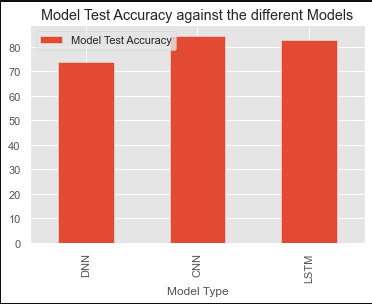 Model Test Accuracy against the different Models
Model Test Accuracy
80
70
60
50
40
30
20
10
0
DNN
CNN
LSTM
Model Type